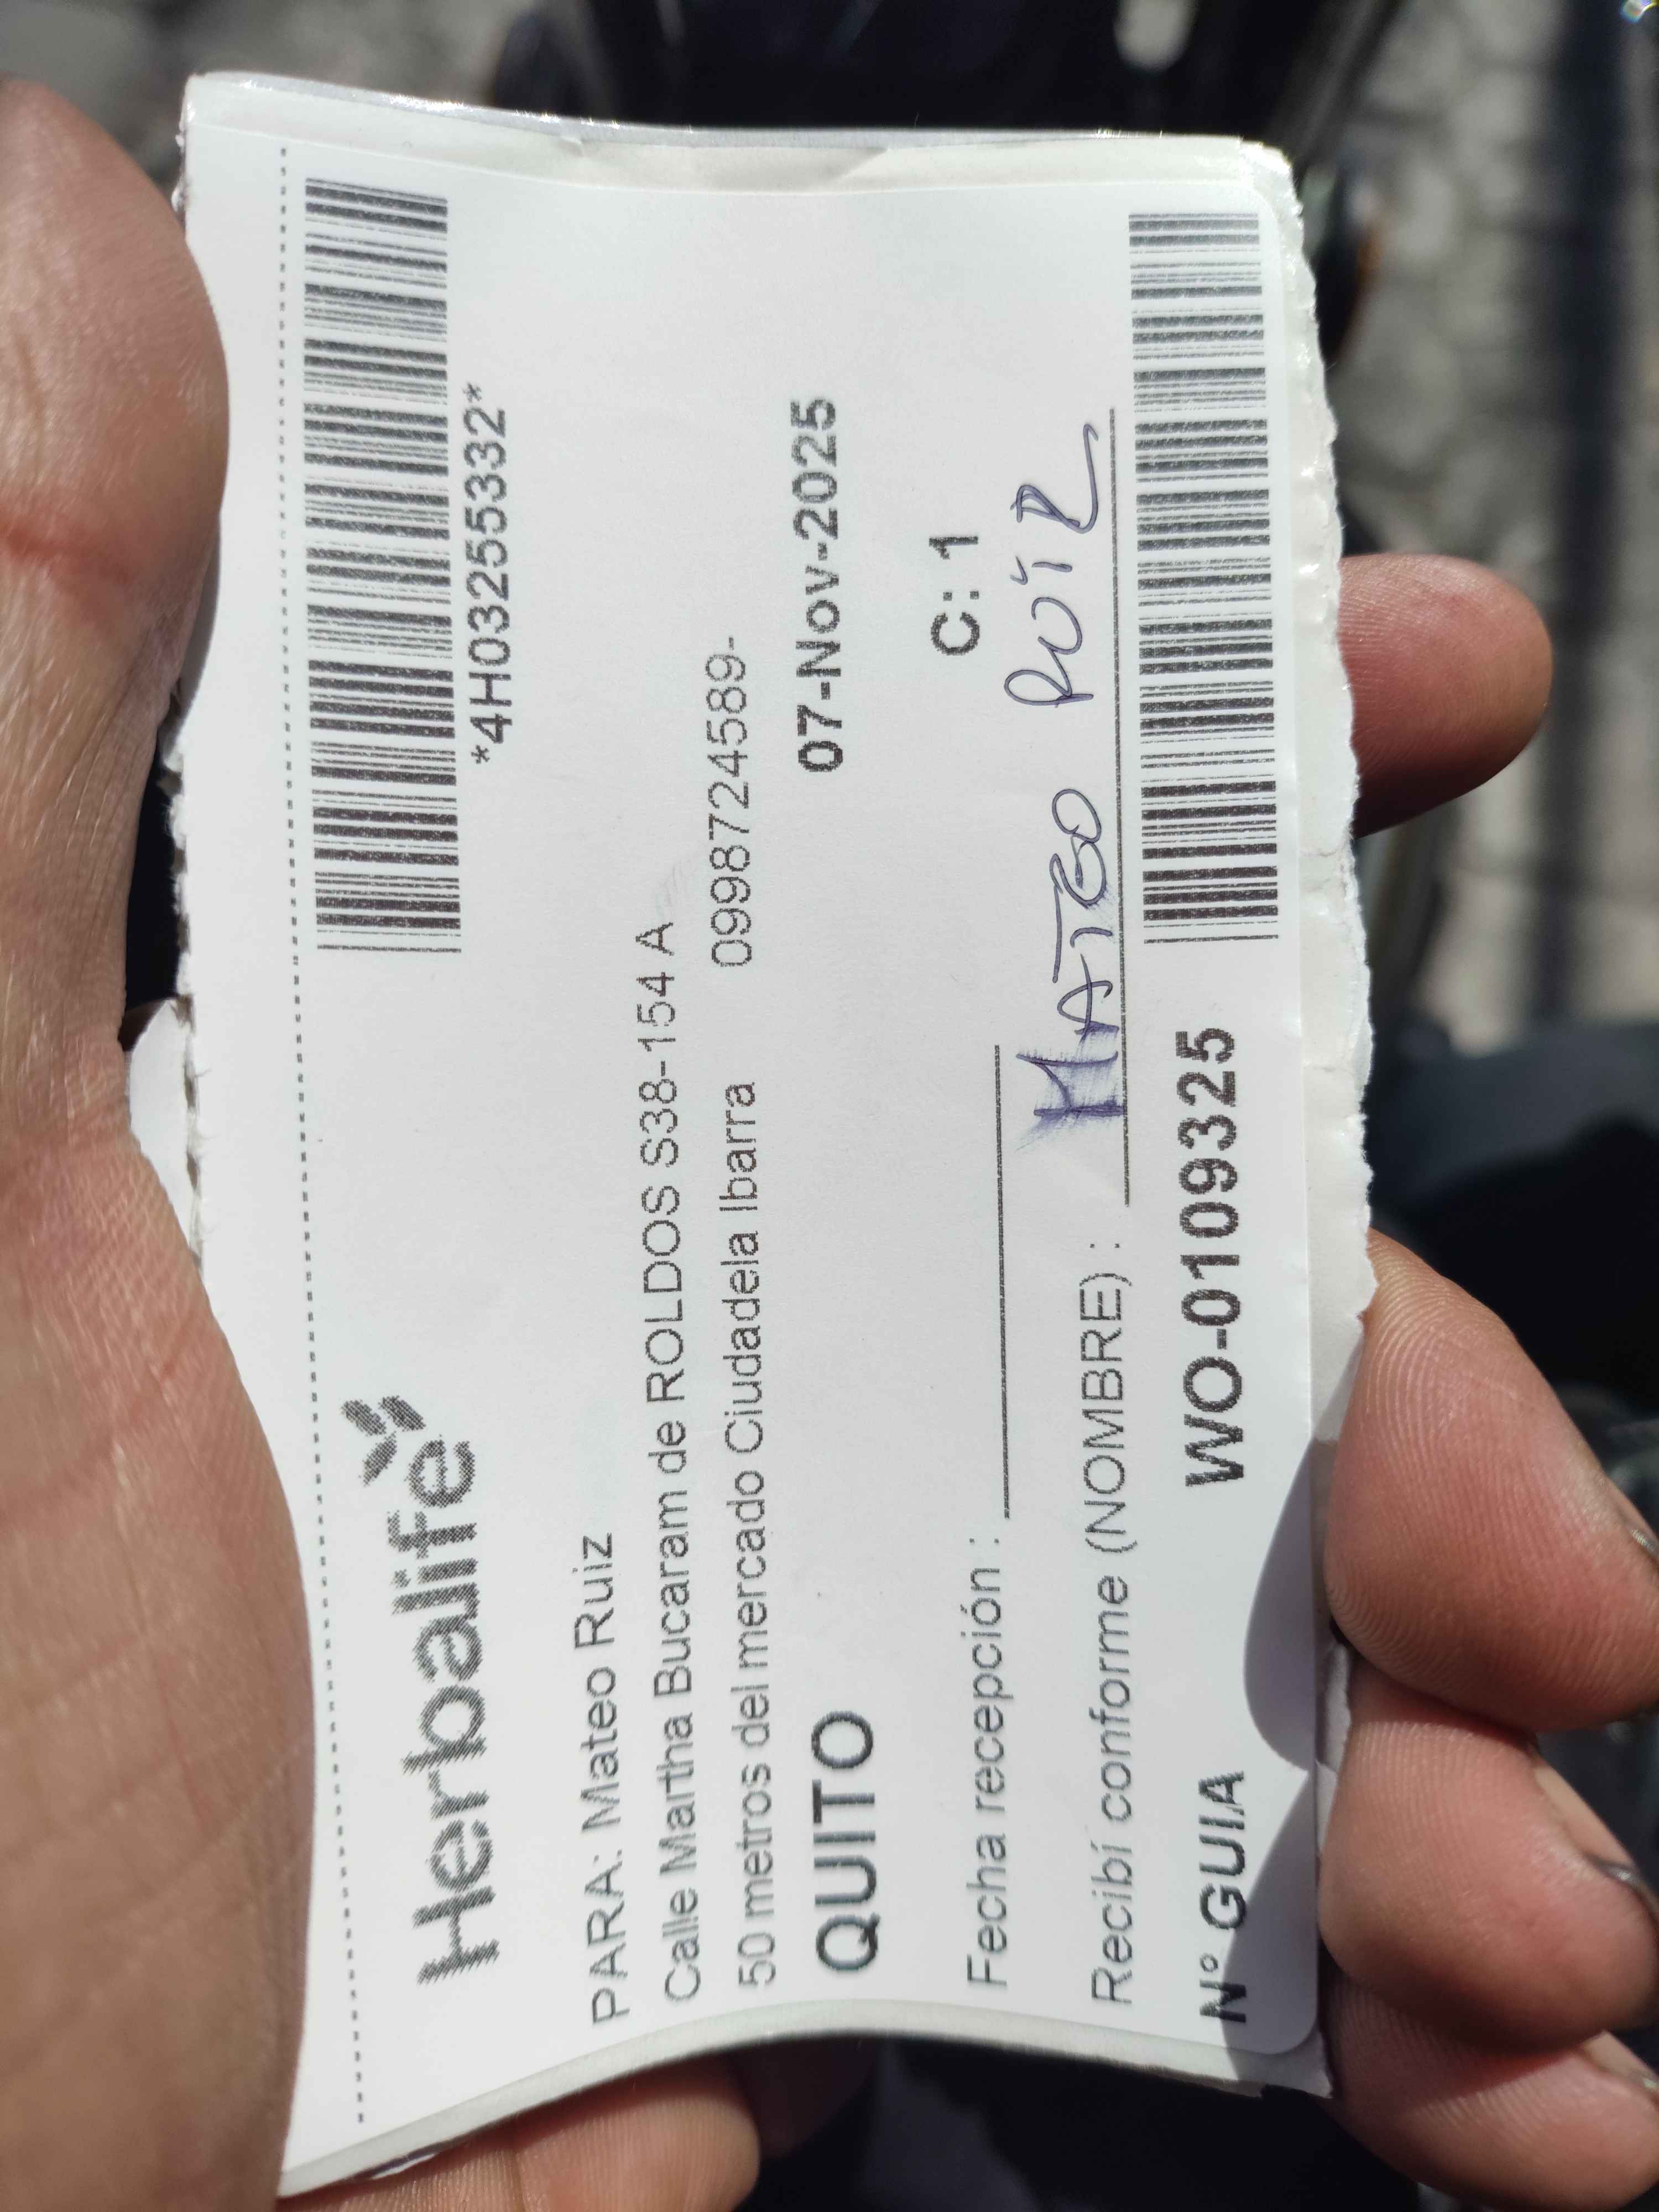 Herbalife
*4H03255332*
PARA: Mateo Ruiz
Calle Martha Bucaram de ROLDOS S38-154 A
50 metros del mercado Ciudadela Ibarra 0998724589-
QUITO 07-Nov-2025
Fecha recepción : C: 1
Recibí conforme (NOMBRE) : MATEO RUIZ
N° GUIA WO-0109325